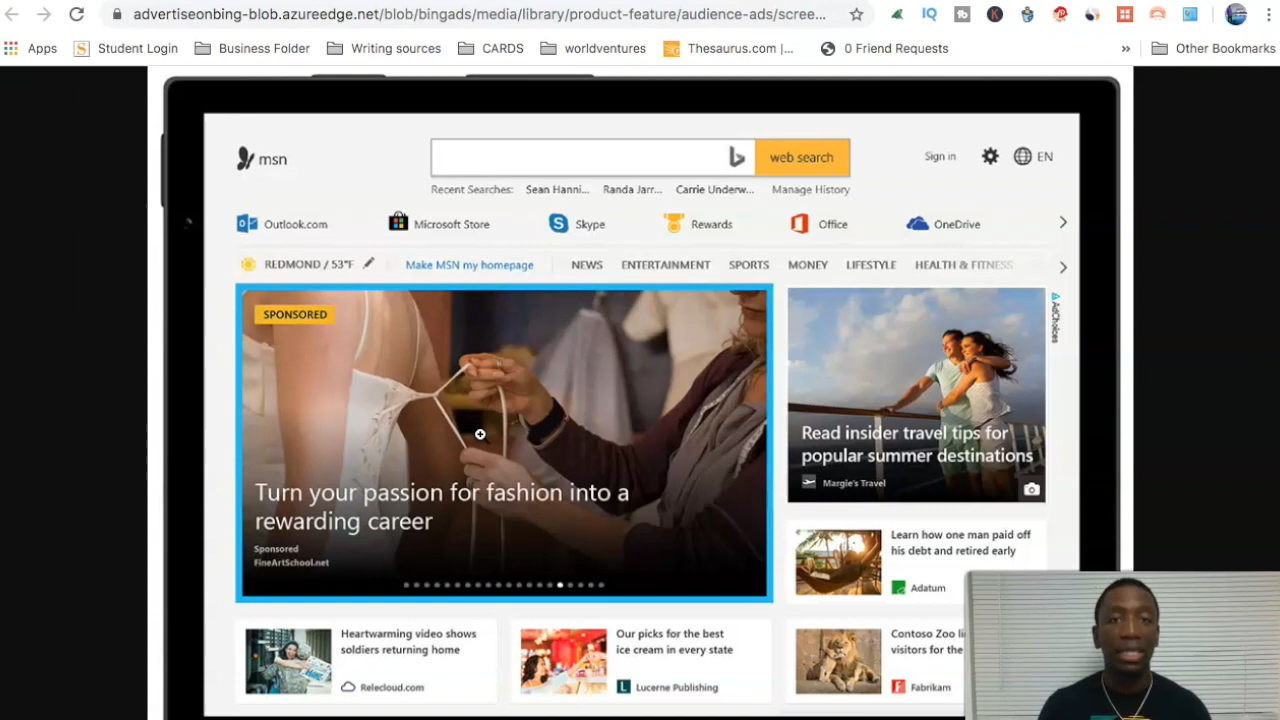 advertiseonbing-blob.azureedge.net/blob/bingads/media/library/product-feature/audience-ads/scree...
Apps
Student Login
Business Folder
Writing sources
CARDS
worldventures
Thesaurus.com |...
0 Friend Requests
»
Other Bookmarks
msn
web search
Sign in
EN
Recent Searches:
Sean Hanni...
Randa Jarr...
Carrie Underw...
Manage History
Outlook.com
Microsoft Store
Skype
Rewards
Office
OneDrive
REDMOND / 53°F
Make MSN my homepage
NEWS
ENTERTAINMENT
SPORTS
MONEY
LIFESTYLE
HEALTH & FITNESS
SPONSORED
Turn your passion for fashion into a
rewarding career
Sponsored
FineArtSchool.net
AdChoices
Read insider travel tips for
popular summer destinations
Margie's Travel
Learn how one man paid off
his debt and retired early
Adatum
Heartwarming video shows
soldiers returning home
Relecloud.com
Our picks for the best
ice cream in every state
Lucerne Publishing
Contoso Zoo li
visitors for the
Fabrikam